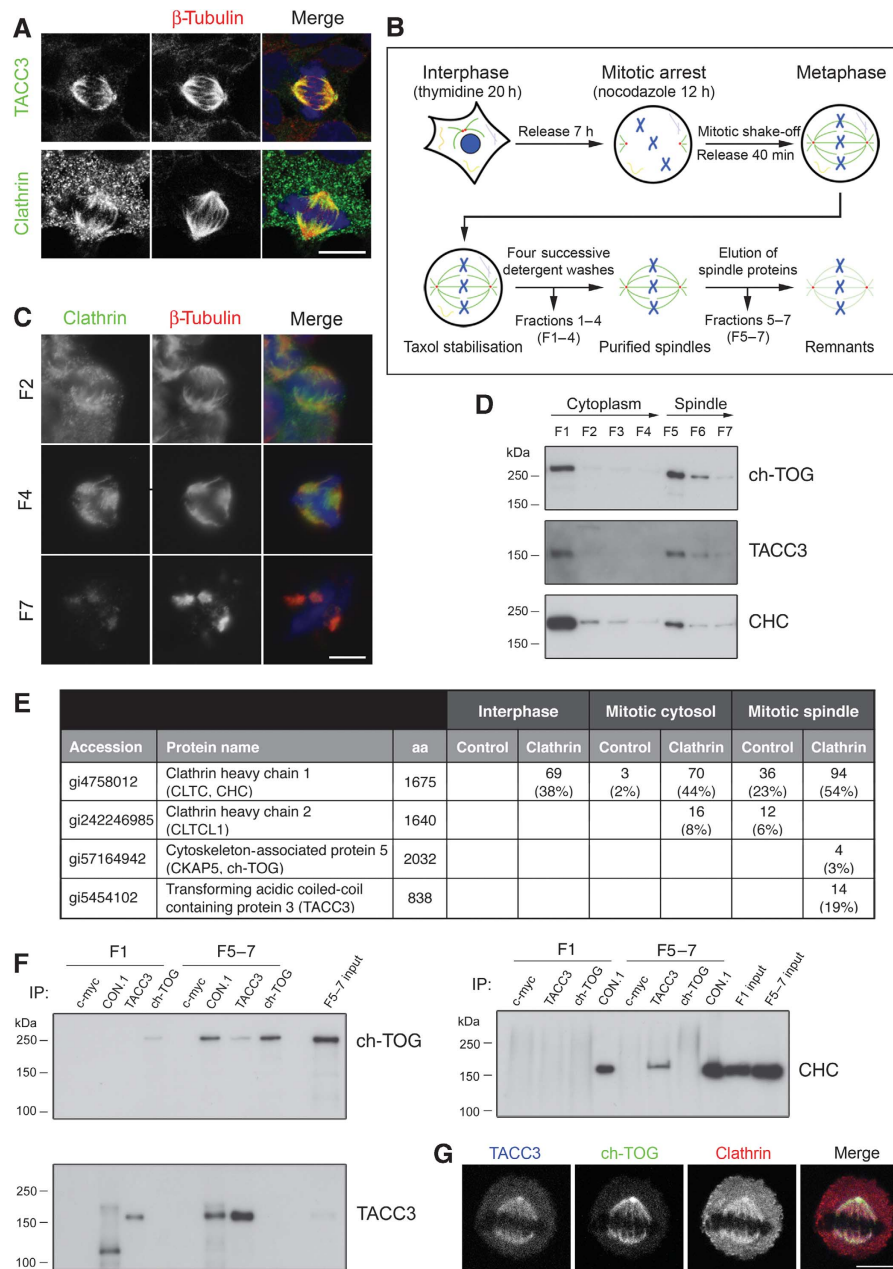 A
β-Tubulin
Merge
TACC3
Clathrin
B
Interphase
(thymidine 20 h)
Mitotic arrest
(nocodazole 12 h)
Metaphase
Release 7 h
Mitotic shake-off
Release 40 min
Four successive
detergent washes
Elution of
spindle proteins
Fractions 1–4
(F1–4)
Fractions 5–7
(F5–7)
Taxol stabilisation
Purified spindles
Remnants
C
Clathrin
β-Tubulin
Merge
F2
F4
F7
D
Cytoplasm
Spindle
F1 F2 F3 F4 F5 F6 F7
kDa
250
150
ch-TOG
150
TACC3
250
150
CHC
E
Interphase Mitotic cytosol Mitotic spindle
Accession Protein name aa Control Clathrin Control Clathrin Control Clathrin
gi4758012 Clathrin heavy chain 1 (CLTC, CHC) 1675 69 (38%) 3 (2%) 70 (44%) 36 (23%) 94 (54%)
gi242246985 Clathrin heavy chain 2 (CLTCL1) 1640 16 (8%) 12 (6%)
gi57164942 Cytoskeleton-associated protein 5 (CKAP5, ch-TOG) 2032 4 (3%)
gi5454102 Transforming acidic coiled-coil containing protein 3 (TACC3) 838 14 (19%)
F
F1 F5–7
IP: c-myc CON.1 TACC3 ch-TOG c-myc CON.1 TACC3 ch-TOG F5–7 input
kDa
250
150
100
ch-TOG
250
150
100
TACC3
F1 F5–7
IP: c-myc TACC3 ch-TOG CON.1 c-myc TACC3 ch-TOG CON.1 F1 input F5–7 input
kDa
250
150
100
CHC
G
TACC3 ch-TOG Clathrin Merge